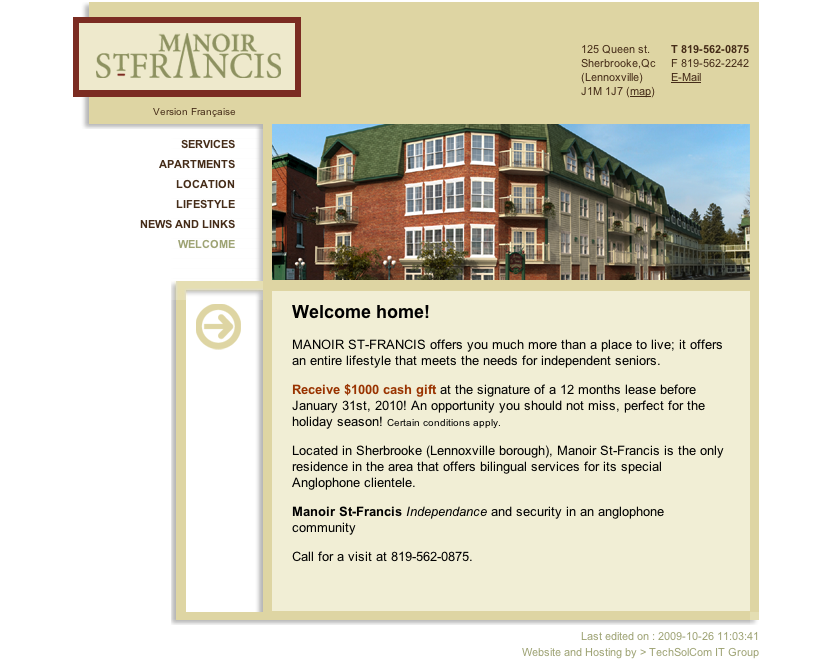 MANOIR
ST-FRANCIS
125 Queen st.
Sherbrooke,Qc
(Lennoxville)
J1M 1J7 (map)
T 819-562-0875
F 819-562-2242
E-Mail
Version Française
SERVICES
APARTMENTS
LOCATION
LIFESTYLE
NEWS AND LINKS
WELCOME
Welcome home!
MANOIR ST-FRANCIS offers you much more than a place to live; it offers
an entire lifestyle that meets the needs for independent seniors.
Receive $1000 cash gift at the signature of a 12 months lease before
January 31st, 2010! An opportunity you should not miss, perfect for the
holiday season! Certain conditions apply.
Located in Sherbrooke (Lennoxville borough), Manoir St-Francis is the only
residence in the area that offers bilingual services for its special
Anglophone clientele.
Manoir St-Francis Independance and security in an anglophone
community
Call for a visit at 819-562-0875.
Last edited on : 2009-10-26 11:03:41
Website and Hosting by > TechSolCom IT Group